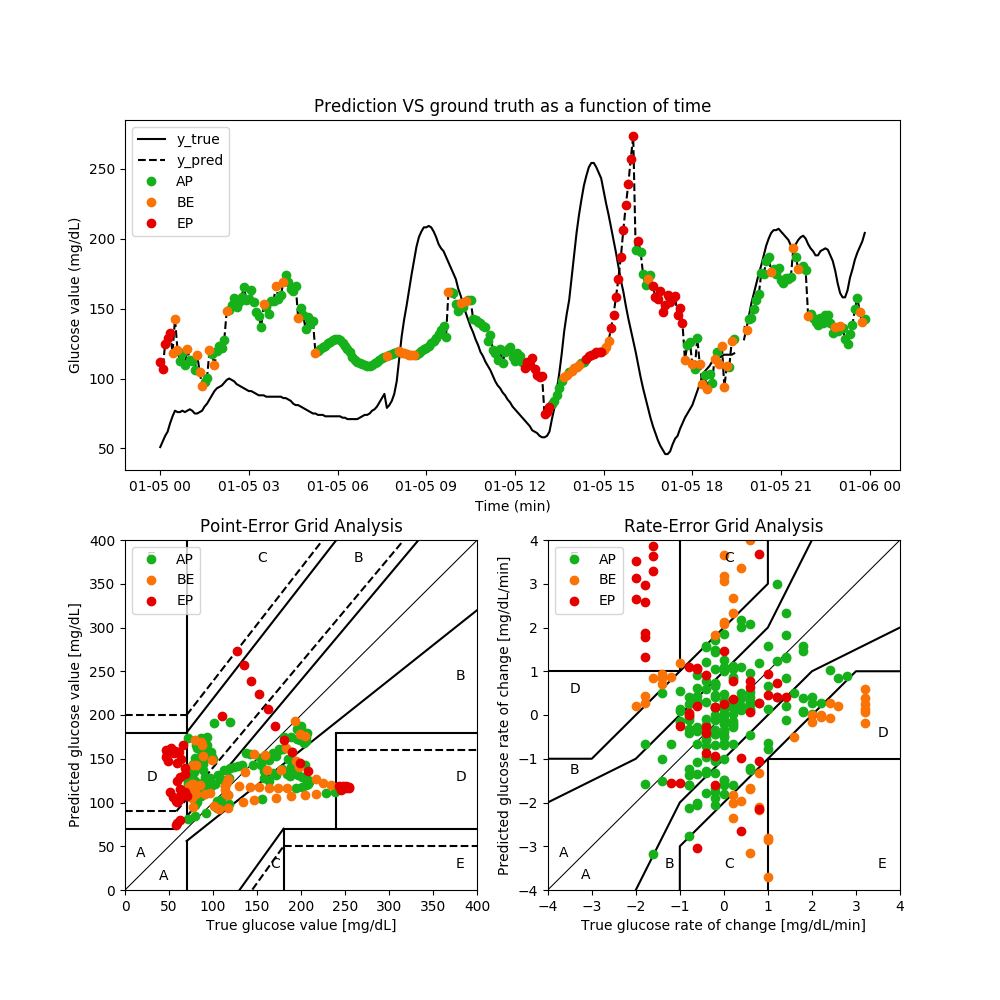 Prediction VS ground truth as a function of time
Glucose value (mg/dL)
250
200
150
100
50
y_true
y_pred
AP
BE
EP
01-05 00 01-05 03 01-05 06 01-05 09 01-05 12 01-05 15 01-05 18 01-05 21 01-06 00
Time (min)
Point-Error Grid Analysis
Predicted glucose value [mg/dL]
400
350
300
250
200
150
100
50
0
AP
BE
EP
C B
B
D D
A
A C E
0 50 100 150 200 250 300 350 400
True glucose value [mg/dL]
Rate-Error Grid Analysis
Predicted glucose rate of change [mg/dL/min]
4
3
2
1
0
−1
−2
−3
−4
AP
BE
EP
C
D
D
B
A
A B C E
−4 −3 −2 −1 0 1 2 3 4
True glucose rate of change [mg/dL/min]